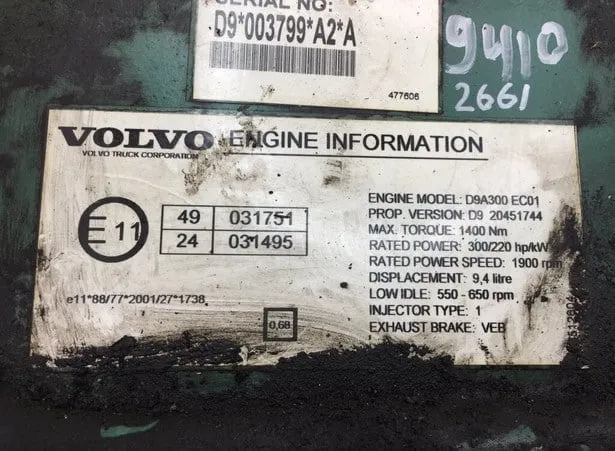 SERIAL NO:
D9*003799*A2*A
477606
9410
2661
VOLVO ENGINE INFORMATION
VOLVO TRUCK CORPORATION
E 11
49 031751
24 031495
e11*88/77*2001/27*1738
0,68
ENGINE MODEL: D9A300 EC01
PROP. VERSION: D9 20451744
MAX. TORQUE: 1400 Nm
RATED POWER: 300/220 hp/kW
RATED POWER SPEED: 1900 rpm
DISPLACEMENT: 9,4 litre
LOW IDLE: 550 - 650 rpm
INJECTOR TYPE: 1
EXHAUST BRAKE: VEB